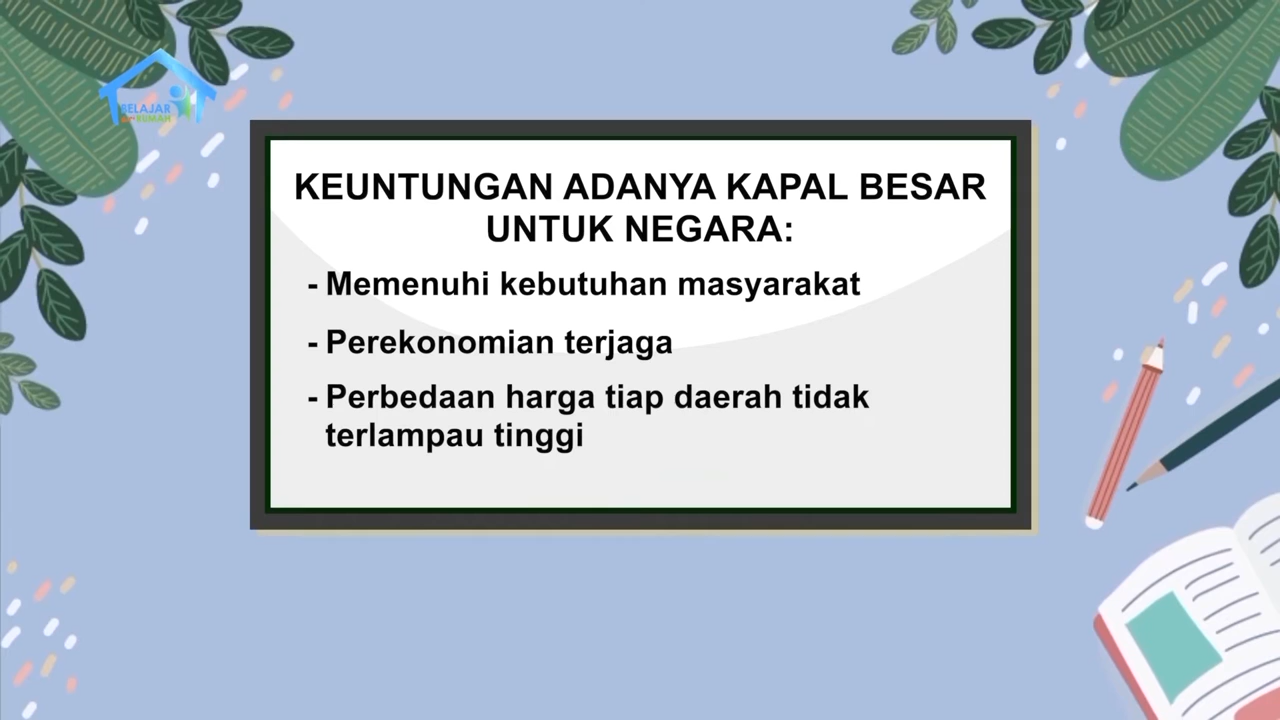 BELAJAR
RUMAH
KEUNTUNGAN ADANYA KAPAL BESAR
UNTUK NEGARA:
- Memenuhi kebutuhan masyarakat
- Perekonomian terjaga
- Perbedaan harga tiap daerah tidak
terlampau tinggi